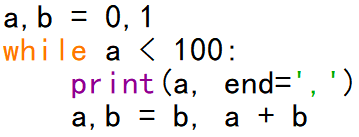 a,b = 0,1
while a < 100:
    print(a, end=',')
    a,b = b, a + b